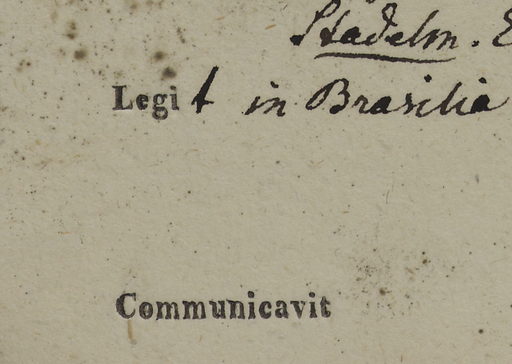 Stadelm. E
Legit in Brasilia
Communicavit